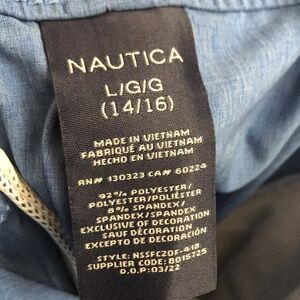 NAUTICA
L/G/G
(14/16)
MADE IN VIETNAM
FABRIQUÉ AU VIETNAM
HECHO EN VIETNAM
RN# 130323 CA# 60224
92% POLYESTER/
POLYESTER/POLIÉSTER
8% SPANDEX/
SPANDEX/SPANDEX
EXCLUSIVE OF DECORATION
SAUF DÉCORATION
EXCEPTO DE DECORACIÓN
STYLE: NSSFC20F-418
SUPPLIER CODE: 8015725
D.O.P:03/22